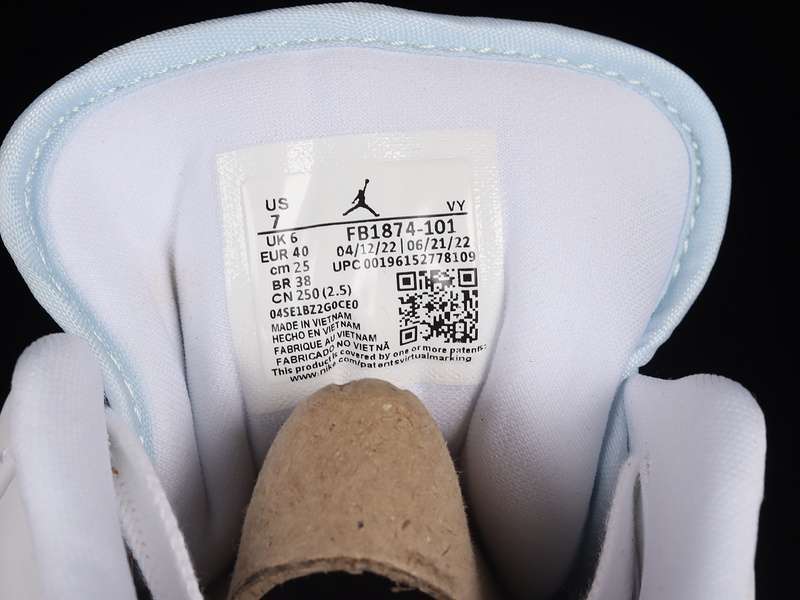 US VY
7
UK 6 FB1874-101
EUR 40 04/12/22 | 06/21/22
cm 25 UPC 00196152778109
BR 38
CN 250 (2.5)
04SE1BZ2G0CE0
MADE IN VIETNAM
HECHO EN VIETNAM
FABRIQUE AU VIETNAM
FABRICADO NO VIETNÃ
This product is covered by one or more patents:
www.nike.com/patentsvirtualmarking